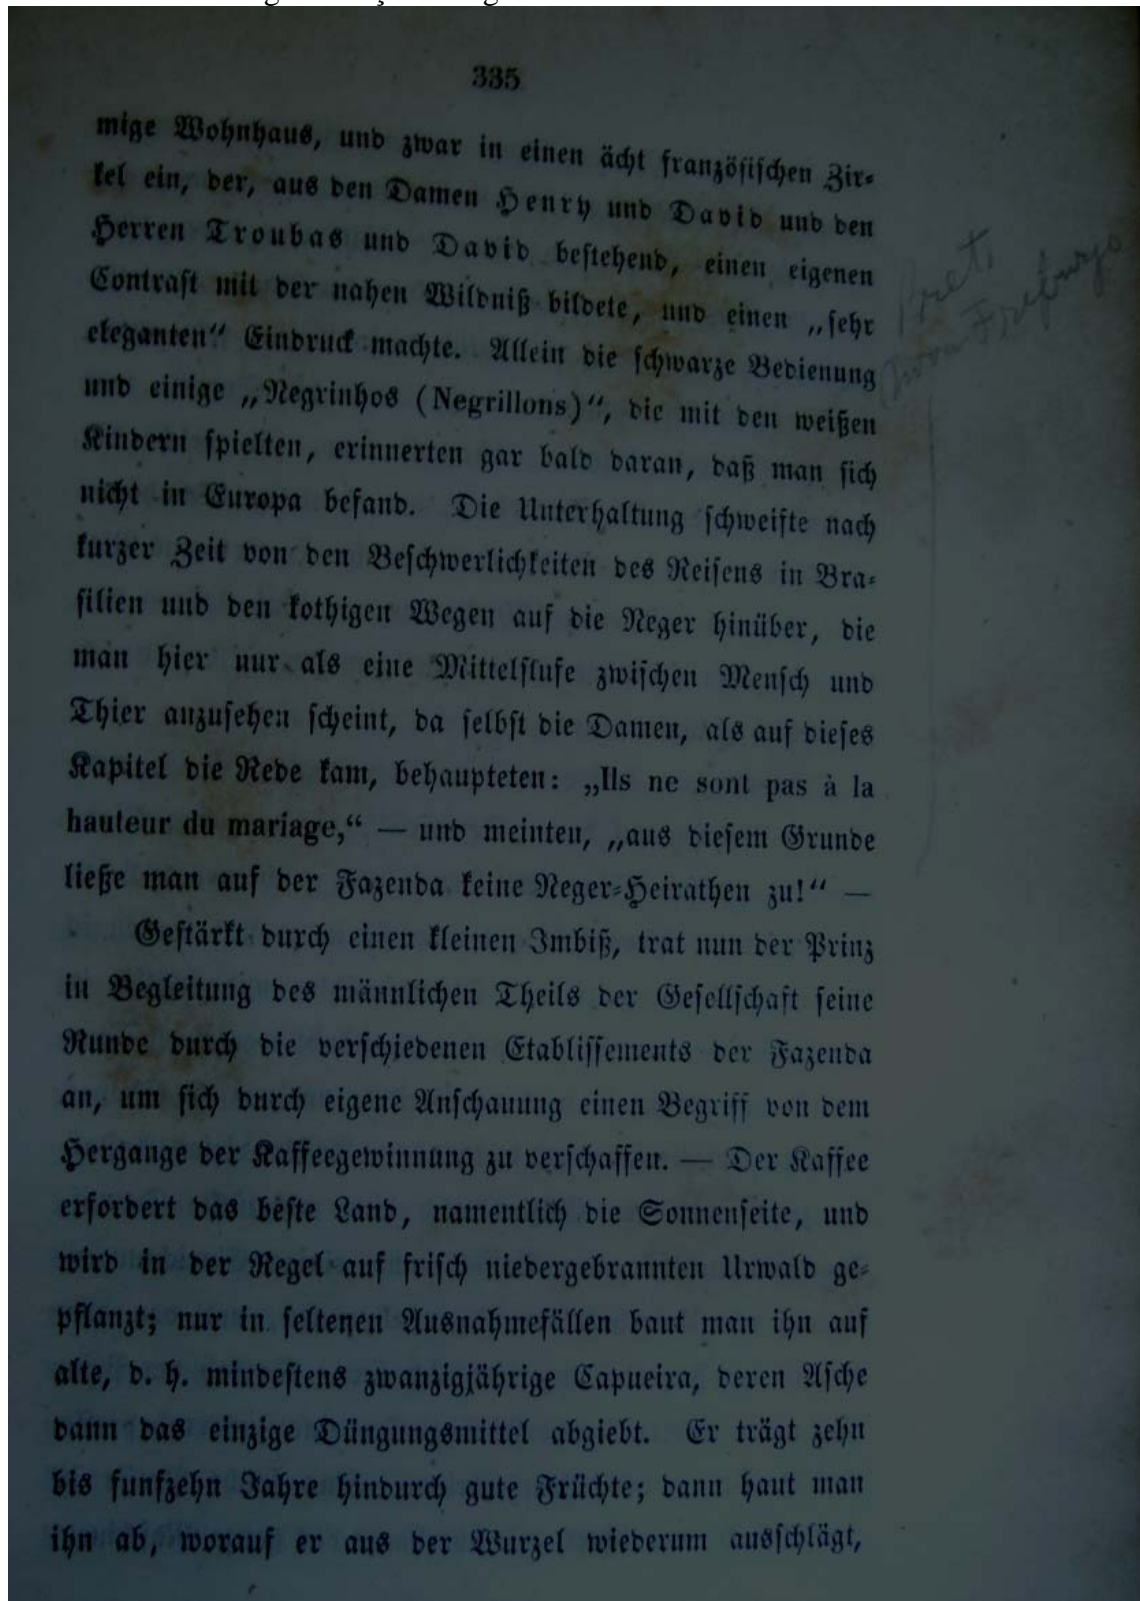 335
mige Wohnhaus, und zwar in einen ächt französischen Zir-
kel ein, der, aus den Damen Henry und David und den
Herren Troubas und David bestehend, einen eigenen
Contrast mit der nahen Wildniß bildete, und einen „sehr
eleganten“ Eindruck machte. Allein die schwarze Bedienung
und einige „Negrinhos (Negrillons)“, die mit den weißen
Kindern spielten, erinnerten gar bald daran, daß man sich
nicht in Europa befand. Die Unterhaltung schweifte nach
kurzer Zeit von den Beschwerlichkeiten des Reisens in Bra-
silien und den kothigen Wegen auf die Neger hinüber, die
man hier nur als eine Mittelstufe zwischen Mensch und
Thier anzusehen scheint, da selbst die Damen, als auf dieses
Kapitel die Rede kam, behaupteten: „Ils ne sont pas à la
hauteur du mariage,“ — und meinten, „aus diesem Grunde
ließe man auf der Fazenda keine Neger-Heirathen zu!“ —
Gestärkt durch einen kleinen Imbiß, trat nun der Prinz
in Begleitung des männlichen Theils der Gesellschaft seine
Runde durch die verschiedenen Etablissements der Fazenda
an, um sich durch eigene Anschauung einen Begriff von dem
Hergange der Kaffeegewinnung zu verschaffen. — Der Kaffee
erfordert das beste Land, namentlich die Sonnenseite, und
wird in der Regel auf frisch niedergebrannten Urwald ge-
pflanzt; nur in seltenen Ausnahmefällen baut man ihn auf
alte, d. h. mindestens zwanzigjährige Capueira, deren Asche
dann das einzige Düngungsmittel abgiebt. Er trägt zehn
bis funfzehn Jahre hindurch gute Früchte; dann haut man
ihn ab, worauf er aus der Wurzel wiederum ausschlägt,